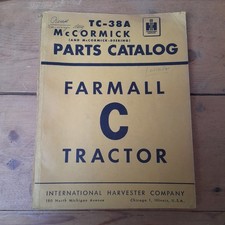 TC-38A
McCORMICK
(AND McCORMICK-DEERING)
IH
PARTS CATALOG
FARMALL
C
TRACTOR
INTERNATIONAL HARVESTER COMPANY
180 North Michigan Avenue Chicago 1, Illinois, U.S.A.